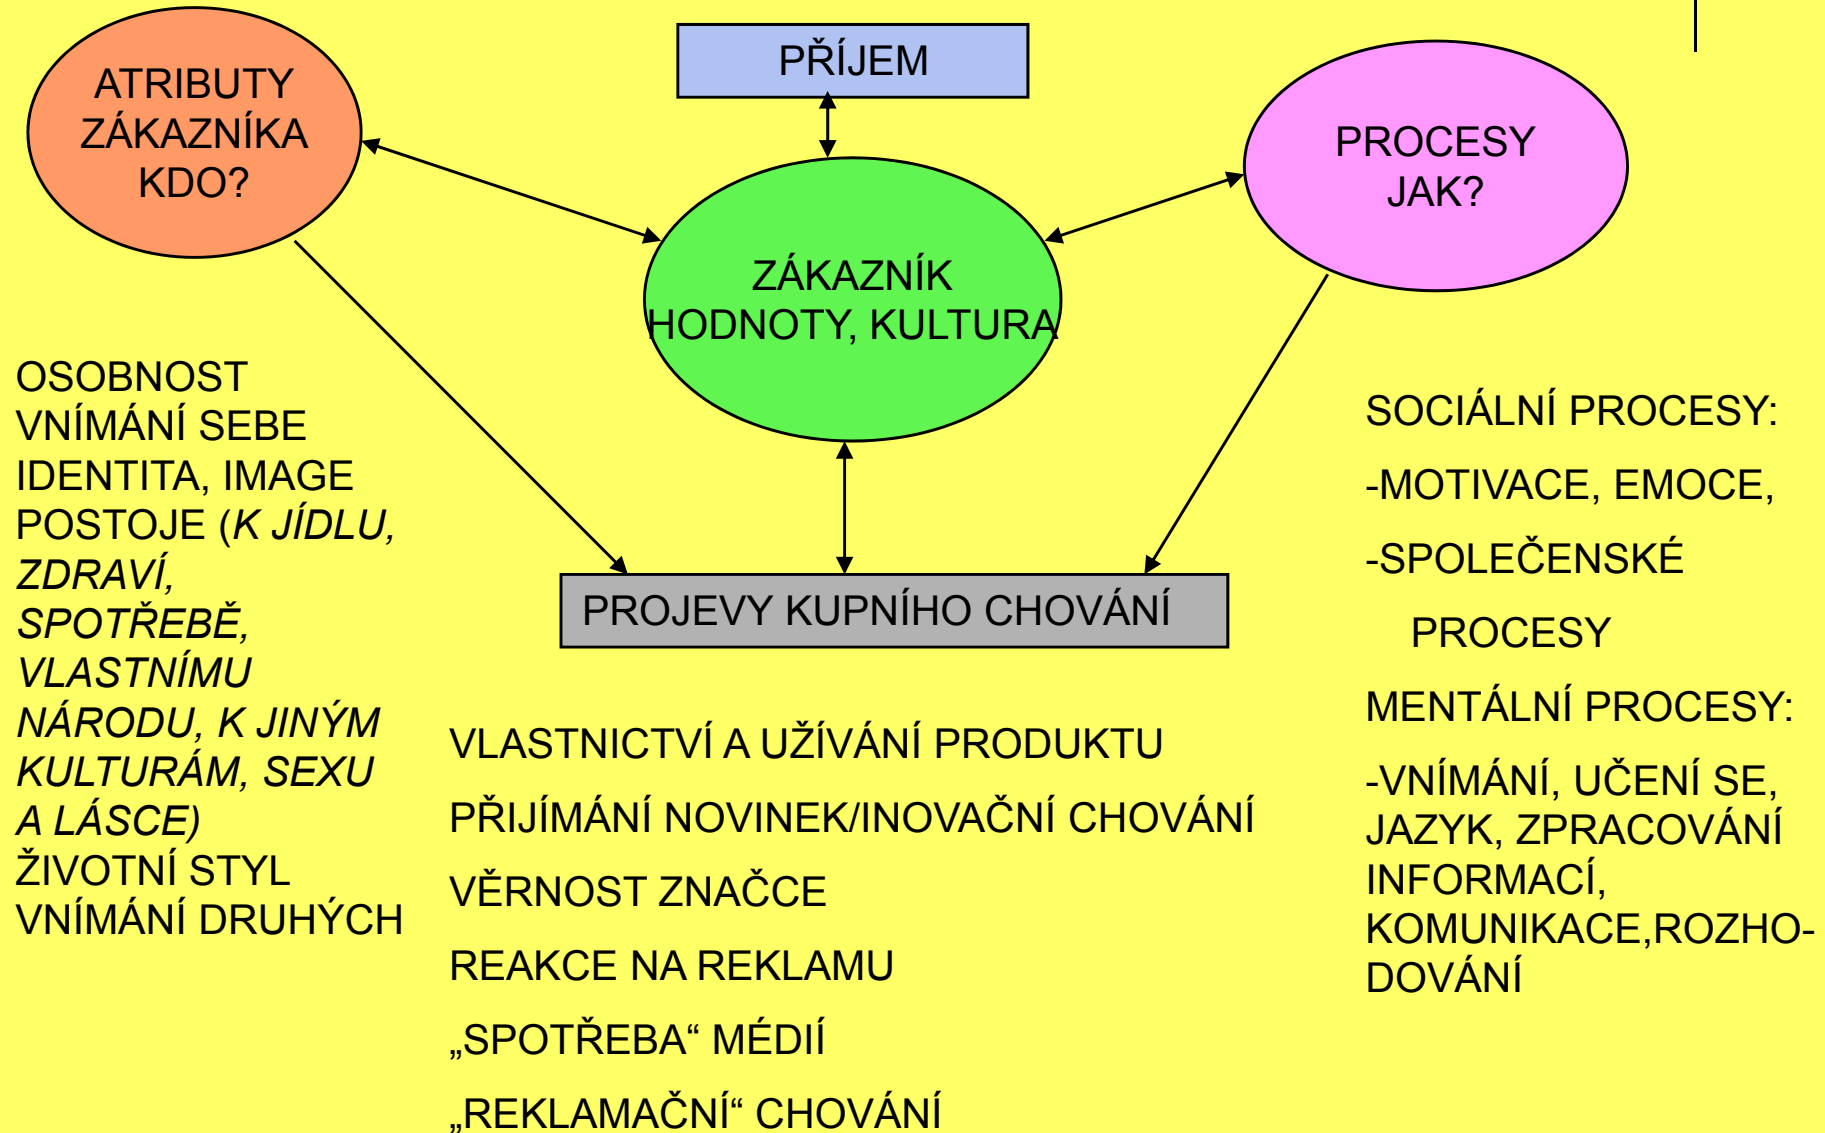 ATRIBUTY
ZÁKAZNÍKA
KDO?
PŘÍJEM
PROCESY
JAK?
ZÁKAZNÍK
HODNOTY, KULTURA
OSOBNOST
VNÍMÁNÍ SEBE
IDENTITA, IMAGE
POSTOJE (K JÍDLU,
ZDRAVÍ,
SPOTŘEBĚ,
VLASTNÍMU
NÁRODU, K JINÝM
KULTURÁM, SEXU
A LÁSCE)
ŽIVOTNÍ STYL
VNÍMÁNÍ DRUHÝCH
PROJEVY KUPNÍHO CHOVÁNÍ
VLASTNICTVÍ A UŽÍVÁNÍ PRODUKTU
PŘIJÍMÁNÍ NOVINEK/INOVAČNÍ CHOVÁNÍ
VĚRNOST ZNAČCE
REAKCE NA REKLAMU
„SPOTŘEBA“ MÉDIÍ
„REKLAMAČNÍ“ CHOVÁNÍ
SOCIÁLNÍ PROCESY:
-MOTIVACE, EMOCE,
-SPOLEČENSKÉ
PROCESY
MENTÁLNÍ PROCESY:
-VNÍMÁNÍ, UČENÍ SE,
JAZYK, ZPRACOVÁNÍ
INFORMACÍ,
KOMUNIKACE,ROZHO-
DOVÁNÍ